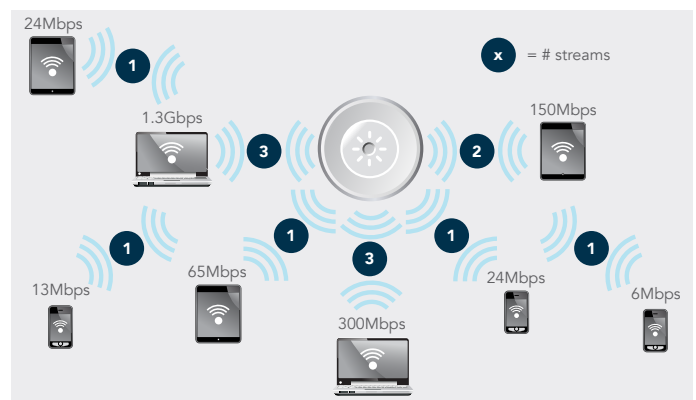 24Mbps
1
x = # streams
1.3Gbps
150Mbps
3
2
1
1
1
1
3
13Mbps
65Mbps
24Mbps
6Mbps
300Mbps